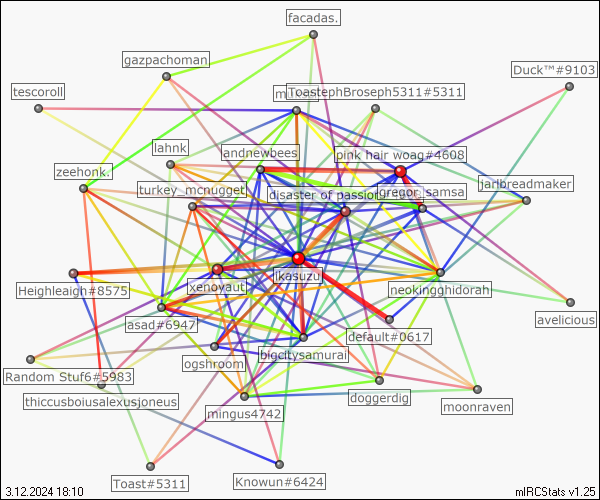 facadas.
gazpachoman
Duck™#9103
tescoroll
ToastephBroseph5311#5311
lahnk
andnewbees
pink hair woag#4608
zeehonk.
turkey_mcnugget
disaster of passion
gregor_samsa
jarlbreadmaker
ikasuzu
Heighleaigh#8575
xenoyaut
neokingghidorah
asad#6947
default#0617
avelicious
bigcitysamurai
ogshroom
Random Stuf6#5983
thiccusboiusalexusjoneus
doggerdig
moonraven
mingus4742
Toast#5311
Knowun#6424
3.12.2024 18:10
mIRCStats v1.25